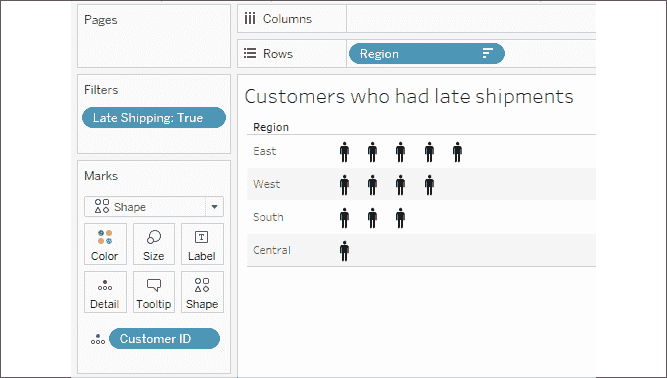 Pages
Columns
Rows
Region
Filters
Late Shipping: True
Customers who had late shipments
Region
East
West
South
Central
Marks
Shape
Color
Size
Label
Detail
Tooltip
Shape
Customer ID